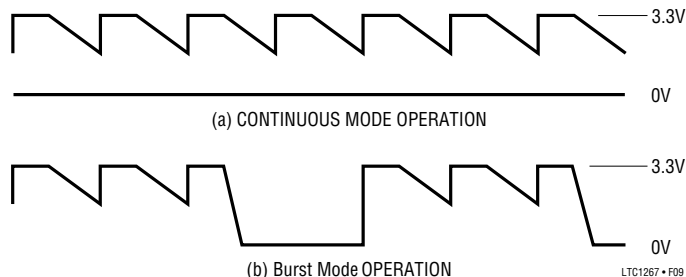 3.3V
0V
(a) CONTINUOUS MODE OPERATION
3.3V
0V
(b) Burst Mode OPERATION
LTC1267 • F09